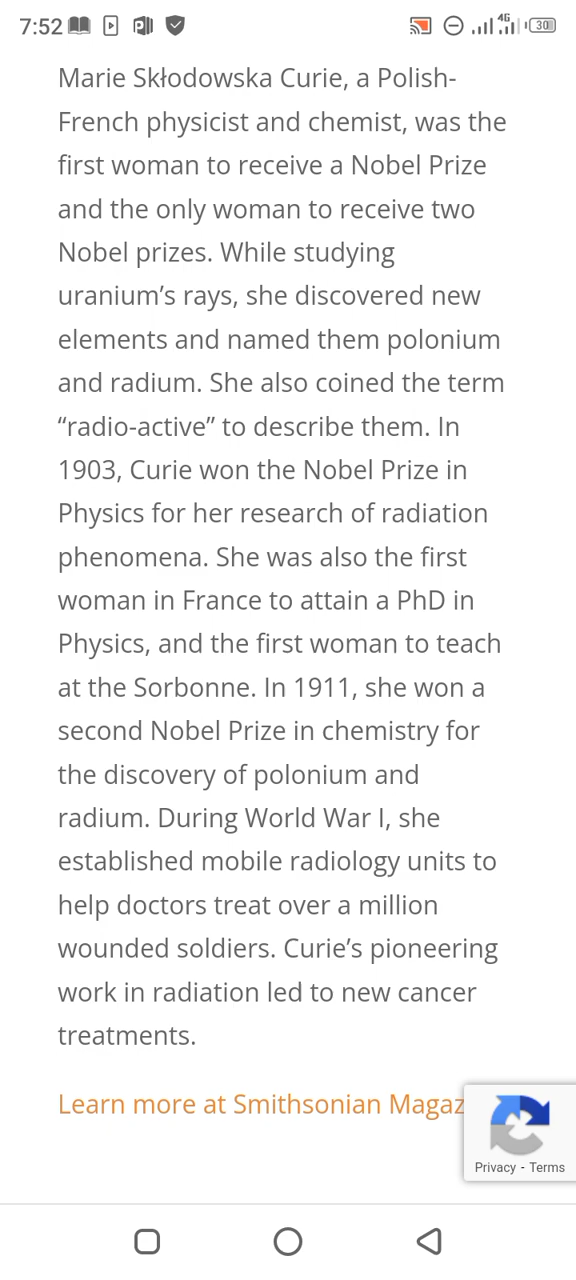 7:52
4G
30
Marie Skłodowska Curie, a Polish-
French physicist and chemist, was the
first woman to receive a Nobel Prize
and the only woman to receive two
Nobel prizes. While studying
uranium’s rays, she discovered new
elements and named them polonium
and radium. She also coined the term
“radio-active” to describe them. In
1903, Curie won the Nobel Prize in
Physics for her research of radiation
phenomena. She was also the first
woman in France to attain a PhD in
Physics, and the first woman to teach
at the Sorbonne. In 1911, she won a
second Nobel Prize in chemistry for
the discovery of polonium and
radium. During World War I, she
established mobile radiology units to
help doctors treat over a million
wounded soldiers. Curie’s pioneering
work in radiation led to new cancer
treatments.
Learn more at Smithsonian Magaz
Privacy - Terms